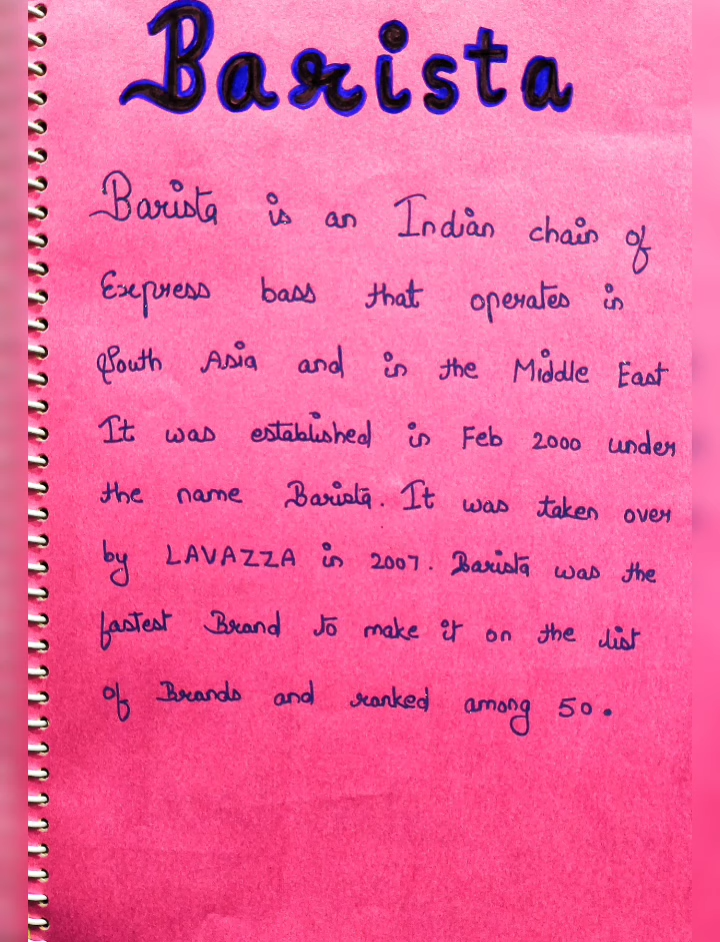 Barista
Barista is an Indian chain of
Express bass that operates in
South Asia and in the Middle East
It was established in Feb 2000 under
the name Barista. It was taken over
by LAVAZZA in 2007. Barista was the
fastest Brand to make it on the list
of Brands and ranked among 50.